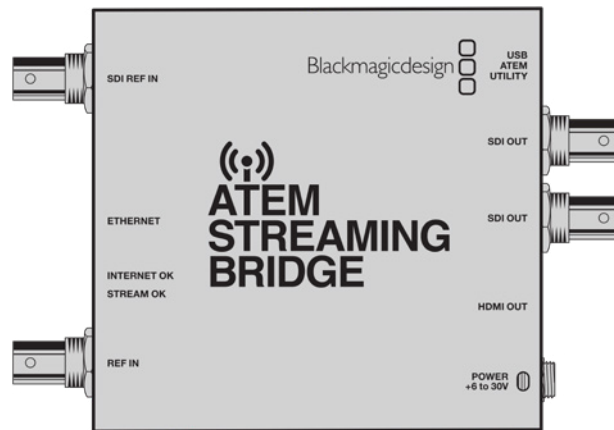 SDI REF IN
ETHERNET
INTERNET OK
STREAM OK
REF IN
Blackmagicdesign
ATEM
STREAMING
BRIDGE
USB
ATEM
UTILITY
SDI OUT
SDI OUT
HDMI OUT
POWER
+6 to 30V